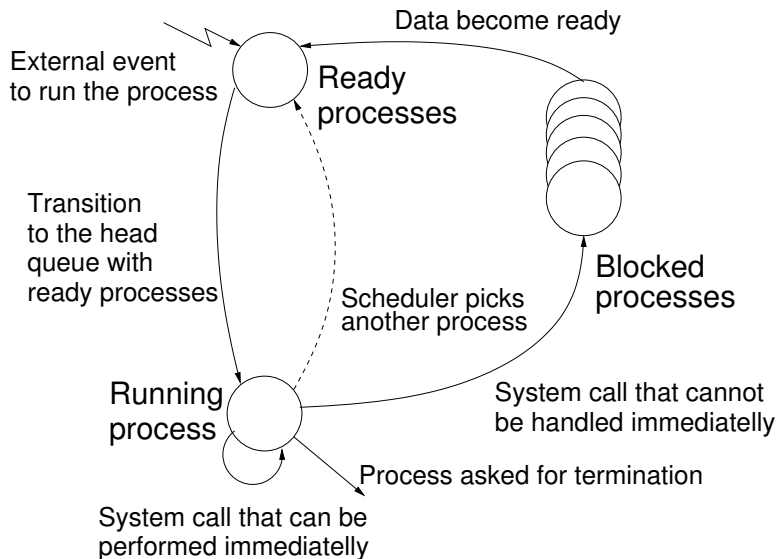 Data become ready
External event
to run the process
Ready
processes
Transition
to the head
queue with
ready processes
Blocked
processes
Scheduler picks
another process
Running
process
System call that cannot
be handled immediatelly
Process asked for termination
System call that can be
performed immediatelly